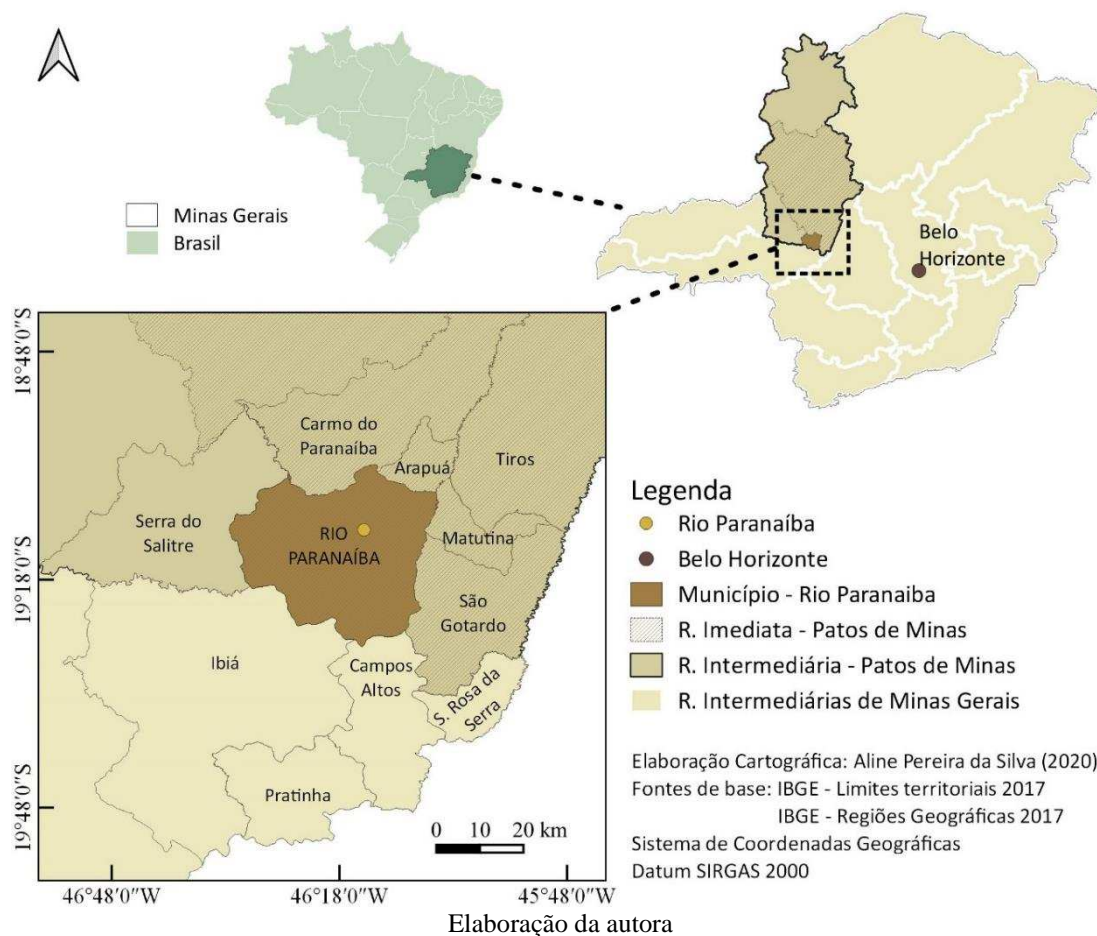 Minas Gerais
Brasil
Belo
Horizonte
18°48'0"S
19°18'0"S
19°48'0"S
Carmo do
Paranaíba
Arapuá
Tiros
Serra do
Salitre
RIO
PARANAÍBA
Matutina
São
Gotardo
Ibiá
Campos
Altos
S. Rosa da
Serra
Pratinha
0 10 20 km
46°48'0"W
46°18'0"W
45°48'0"W
Legenda
Rio Paranaíba
Belo Horizonte
Município - Rio Paranaiba
R. Imediata - Patos de Minas
R. Intermediária - Patos de Minas
R. Intermediárias de Minas Gerais
Elaboração Cartográfica: Aline Pereira da Silva (2020)
Fontes de base: IBGE - Limites territoriais 2017
IBGE - Regiões Geográficas 2017
Sistema de Coordenadas Geográficas
Datum SIRGAS 2000
Elaboração da autora